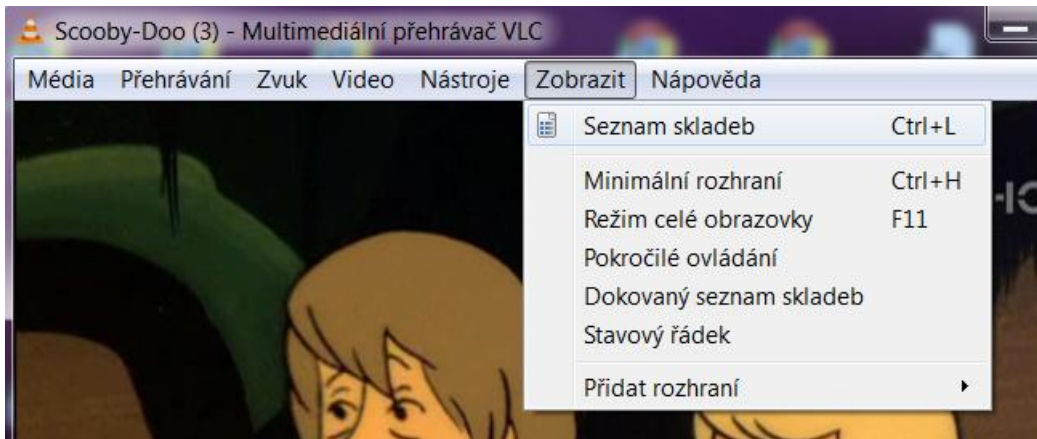 Scooby-Doo (3) - Multimediální přehrávač VLC
Média Přehrávání Zvuk Video Nástroje Zobrazit Nápověda
Seznam skladeb Ctrl+L
Minimální rozhraní Ctrl+H
Režim celé obrazovky F11
Pokročilé ovládání
Dokovaný seznam skladeb
Stavový řádek
Přidat rozhraní